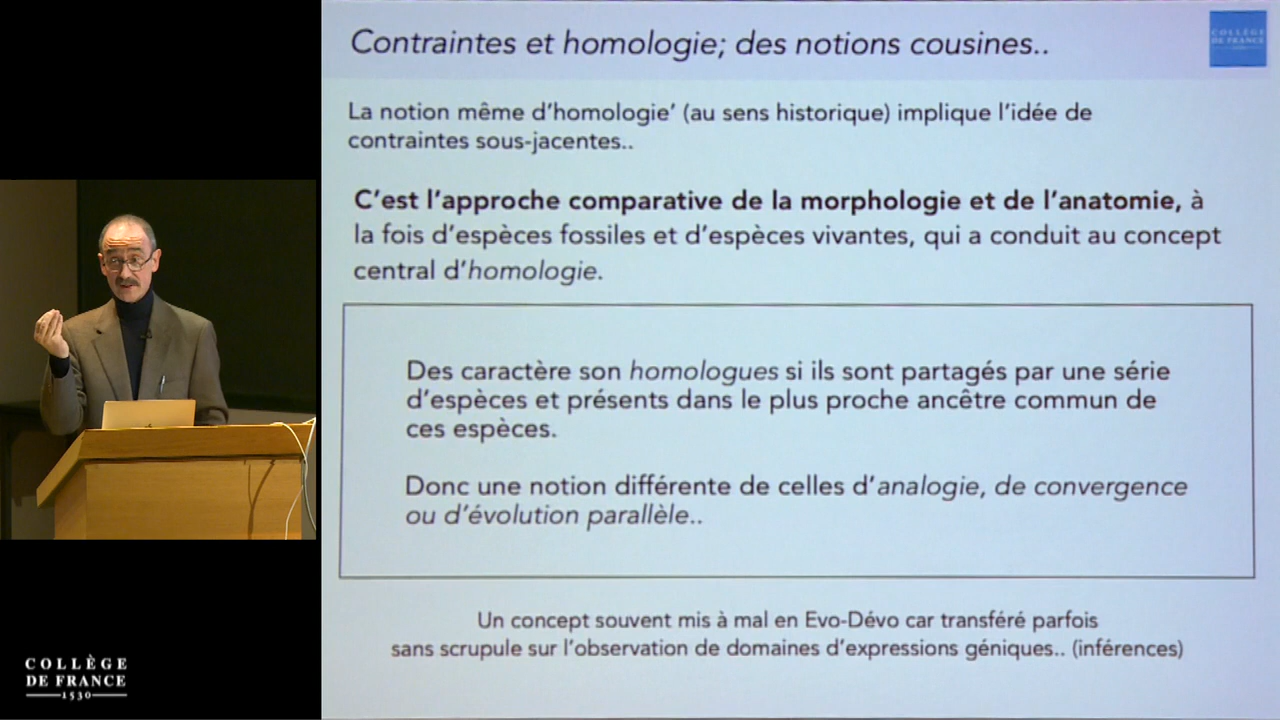 Contraintes et homologie; des notions cousines..
COLLÈGE
DE FRANCE
1530
La notion même d'homologie' (au sens historique) implique l'idée de
contraintes sous-jacentes..
C'est l'approche comparative de la morphologie et de l'anatomie, à
la fois d'espèces fossiles et d'espèces vivantes, qui a conduit au concept
central d'homologie.
Des caractère son homologues si ils sont partagés par une série
d'espèces et présents dans le plus proche ancêtre commun de
ces espèces.
Donc une notion différente de celles d'analogie, de convergence
ou d'évolution parallèle..
Un concept souvent mis à mal en Evo-Dévo car transféré parfois
sans scrupule sur l'observation de domaines d'expressions géniques.. (inférences)
COLLÈGE
DE FRANCE
1530